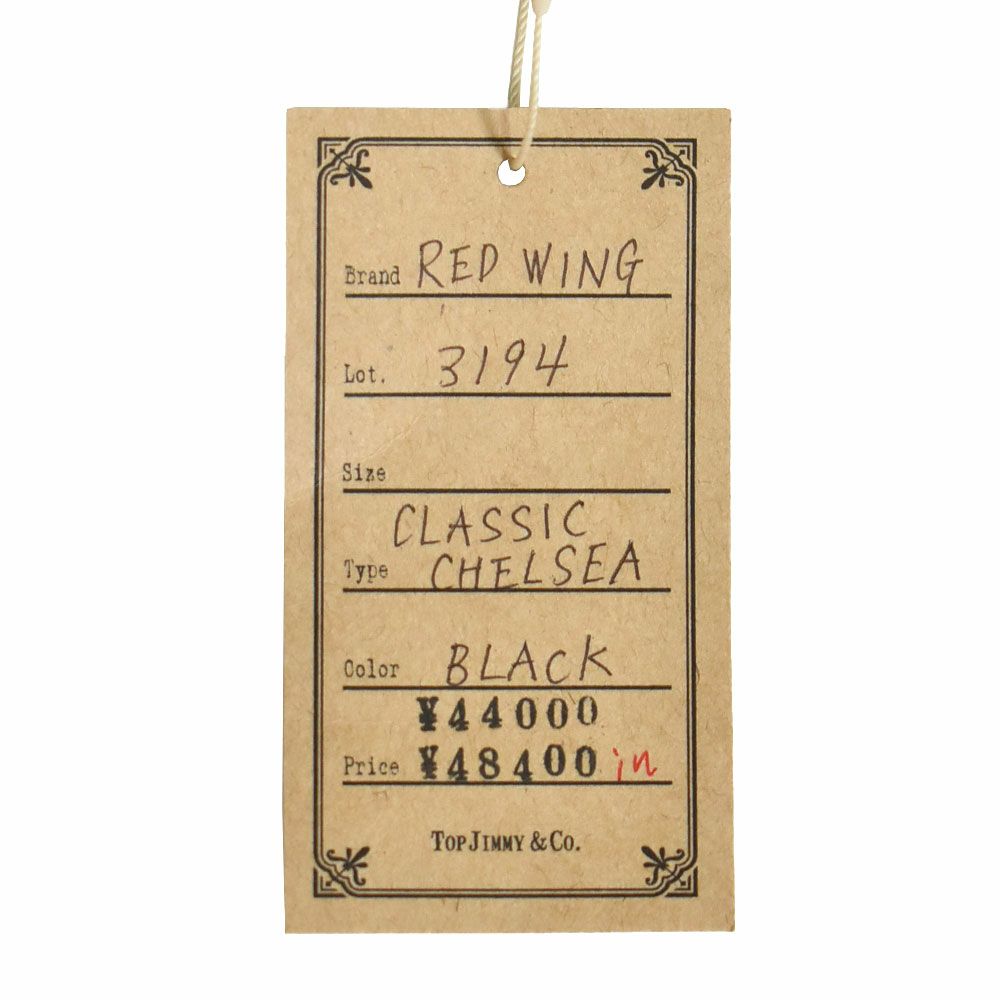 Brand RED WING
Lot. 3194
Size
CLASSIC
Type CHELSEA
Color BLACK
¥44000
Price ¥48400 in
TOP JIMMY & CO.